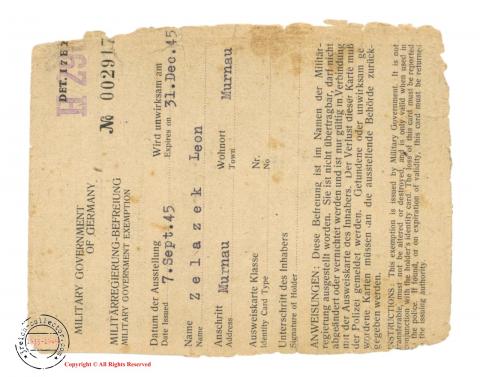 MILITARY GOVERNMENT
OF GERMANY
DET. I 7 E 2
№ 00291
MILITÄRREGIERUNG-BEFREIUNG
MILITARY GOVERNMENT EXEMPTION
Datum der Ausstellung Wird unwirksam am
Date Issued 7.Sept.45 Expires on 31.Dec.45
Name Zelazek Leon
Name
Anschrift Murnau Wohnort Murnau
Address Town
Ausweiskarte Klasse Nr.
Identity Card Type No
Unterschrift des Inhabers
Signature of Holder
ANWEISUNGEN: Diese Befreiung ist im Namen der Militär-
regierung ausgestellt worden. Sie ist nicht übertragbar, darf nicht
abgeändert oder vernichtet werden und ist nur gültig in Verbindung
mit der Ausweiskarte des Inhabers. Der Verlust dieser Karte muß
der Polizei gemeldet werden. Gefundene oder unwirksam ge-
wordene Karten müssen an die ausstellende Behörde zurück-
gegeben werden.
INSTRUCTIONS: This exemption is issued by Military Government. It is not
transferable, must not be altered or destroyed, and is only valid when used in
conjunction with the holder's identity card. The loss of this card must be reported
to the police. If found, or on expiration of validity, this card must be returned
to the issuing authority.
1933-1945
Copyright © All Rights Reserved